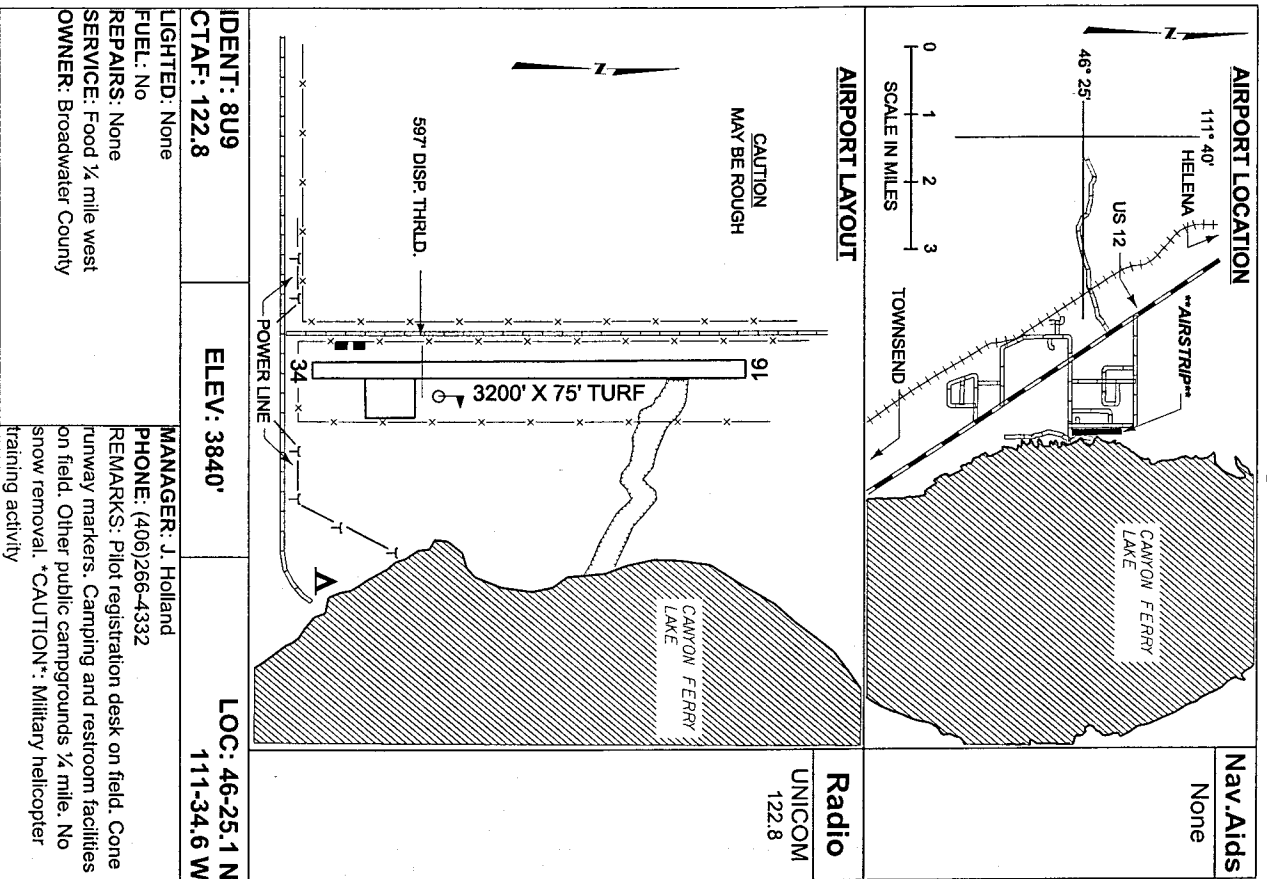 AIRPORT LOCATION
111° 40'
HELENA
46° 25'
US 12
**AIRSTRIP**
TOWNSEND
CANYON FERRY
LAKE
Z
0 1 2 3
SCALE IN MILES
Nav.Aids
None
AIRPORT LAYOUT
CAUTION
MAY BE ROUGH
Z
597' DISP. THRLD.
16
3200' X 75' TURF
34
POWER LINE
CANYON FERRY
LAKE
Radio
UNICOM
122.8
IDENT: 8U9
CTAF: 122.8
ELEV: 3840'
LOC: 46-25.1 N
111-34.6 W
LIGHTED: None
FUEL: No
REPAIRS: None
SERVICE: Food ¼ mile west
OWNER: Broadwater County
MANAGER: J. Holland
PHONE: (406)266-4332
REMARKS: Pilot registration desk on field. Cone
runway markers. Camping and restroom facilities
on field. Other public campgrounds ¼ mile. No
snow removal. *CAUTION*: Military helicopter
training activity